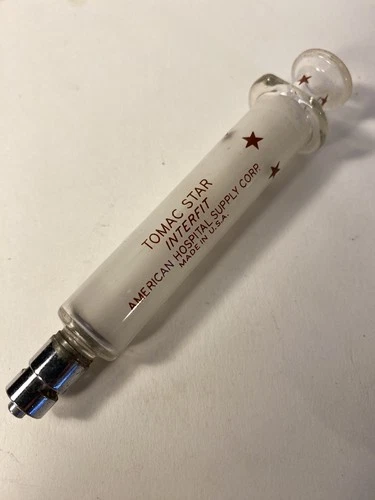 TOMAC STAR
INTERFIT
AMERICAN HOSPITAL SUPPLY CORP.
MADE IN U.S.A.